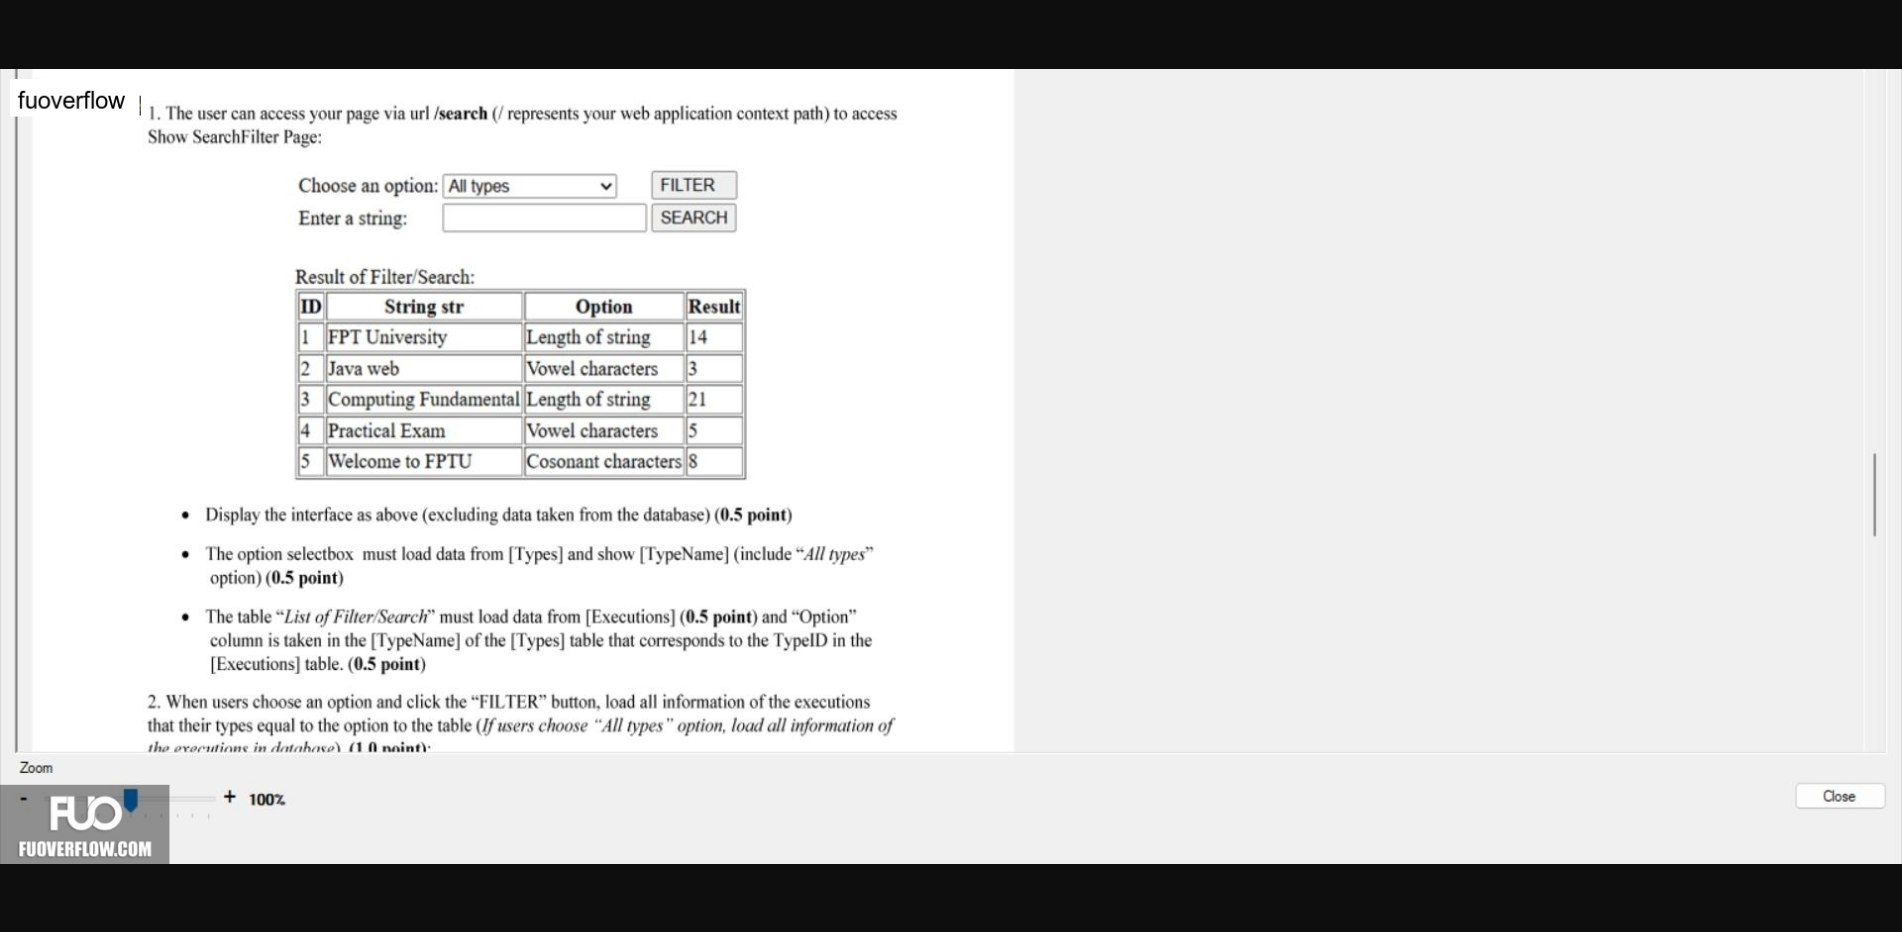 fuoverflow
1. The user can access your page via url /search (/ represents your web application context path) to access
Show SearchFilter Page:
Choose an option: All types FILTER
Enter a string: SEARCH
Result of Filter/Search:
ID String str Option Result
1 FPT University Length of string 14
2 Java web Vowel characters 3
3 Computing Fundamental Length of string 21
4 Practical Exam Vowel characters 5
5 Welcome to FPTU Cosonant characters 8
• Display the interface as above (excluding data taken from the database) (0.5 point)
• The option selectbox must load data from [Types] and show [TypeName] (include “All types”
option) (0.5 point)
• The table “List of Filter/Search” must load data from [Executions] (0.5 point) and “Option”
column is taken in the [TypeName] of the [Types] table that corresponds to the TypeID in the
[Executions] table. (0.5 point)
2. When users choose an option and click the “FILTER” button, load all information of the executions
that their types equal to the option to the table (If users choose “All types” option, load all information of
the executions in database). (1.0 point):
Zoom
- + 100%
Close
FUO
FUOVERFLOW.COM